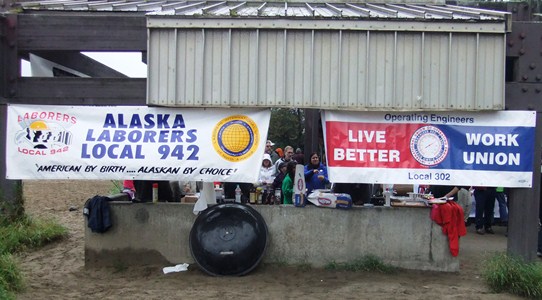 LABORERS
LOCAL 942
ALASKA
LABORERS
LOCAL 942
"AMERICAN BY BIRTH .... ALASKAN BY CHOICE!"
Operating Engineers
LIVE
BETTER
WORK
UNION
Local 302